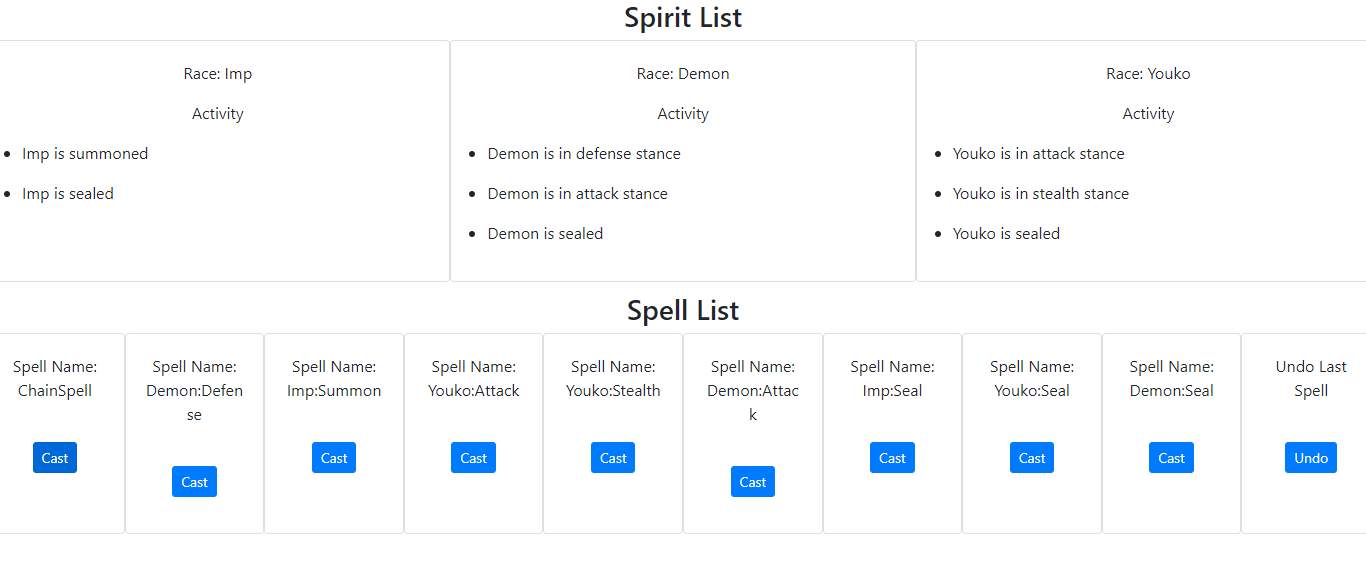 Spirit List
Race: Imp
Activity
Imp is summoned
Imp is sealed
Race: Demon
Activity
Demon is in defense stance
Demon is in attack stance
Demon is sealed
Race: Youko
Activity
Youko is in attack stance
Youko is in stealth stance
Youko is sealed
Spell List
Spell Name:
ChainSpell
Cast
Spell Name:
Demon:Defen
se
Cast
Spell Name:
Imp:Summon
Cast
Spell Name:
Youko:Attack
Cast
Spell Name:
Youko:Stealth
Cast
Spell Name:
Demon:Attac
k
Cast
Spell Name:
Imp:Seal
Cast
Spell Name:
Youko:Seal
Cast
Spell Name:
Demon:Seal
Cast
Undo Last
Spell
Undo